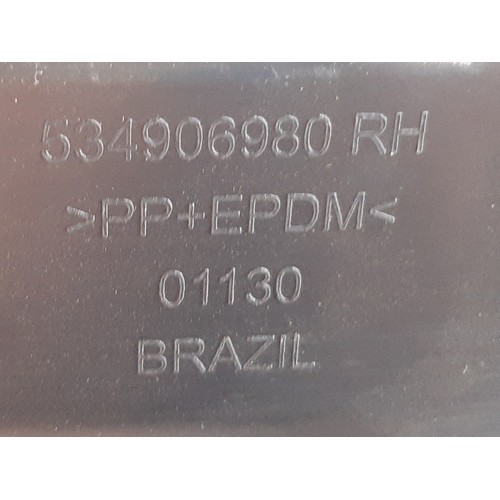 534906980 RH
>PP+EPDM<
01130
BRAZIL